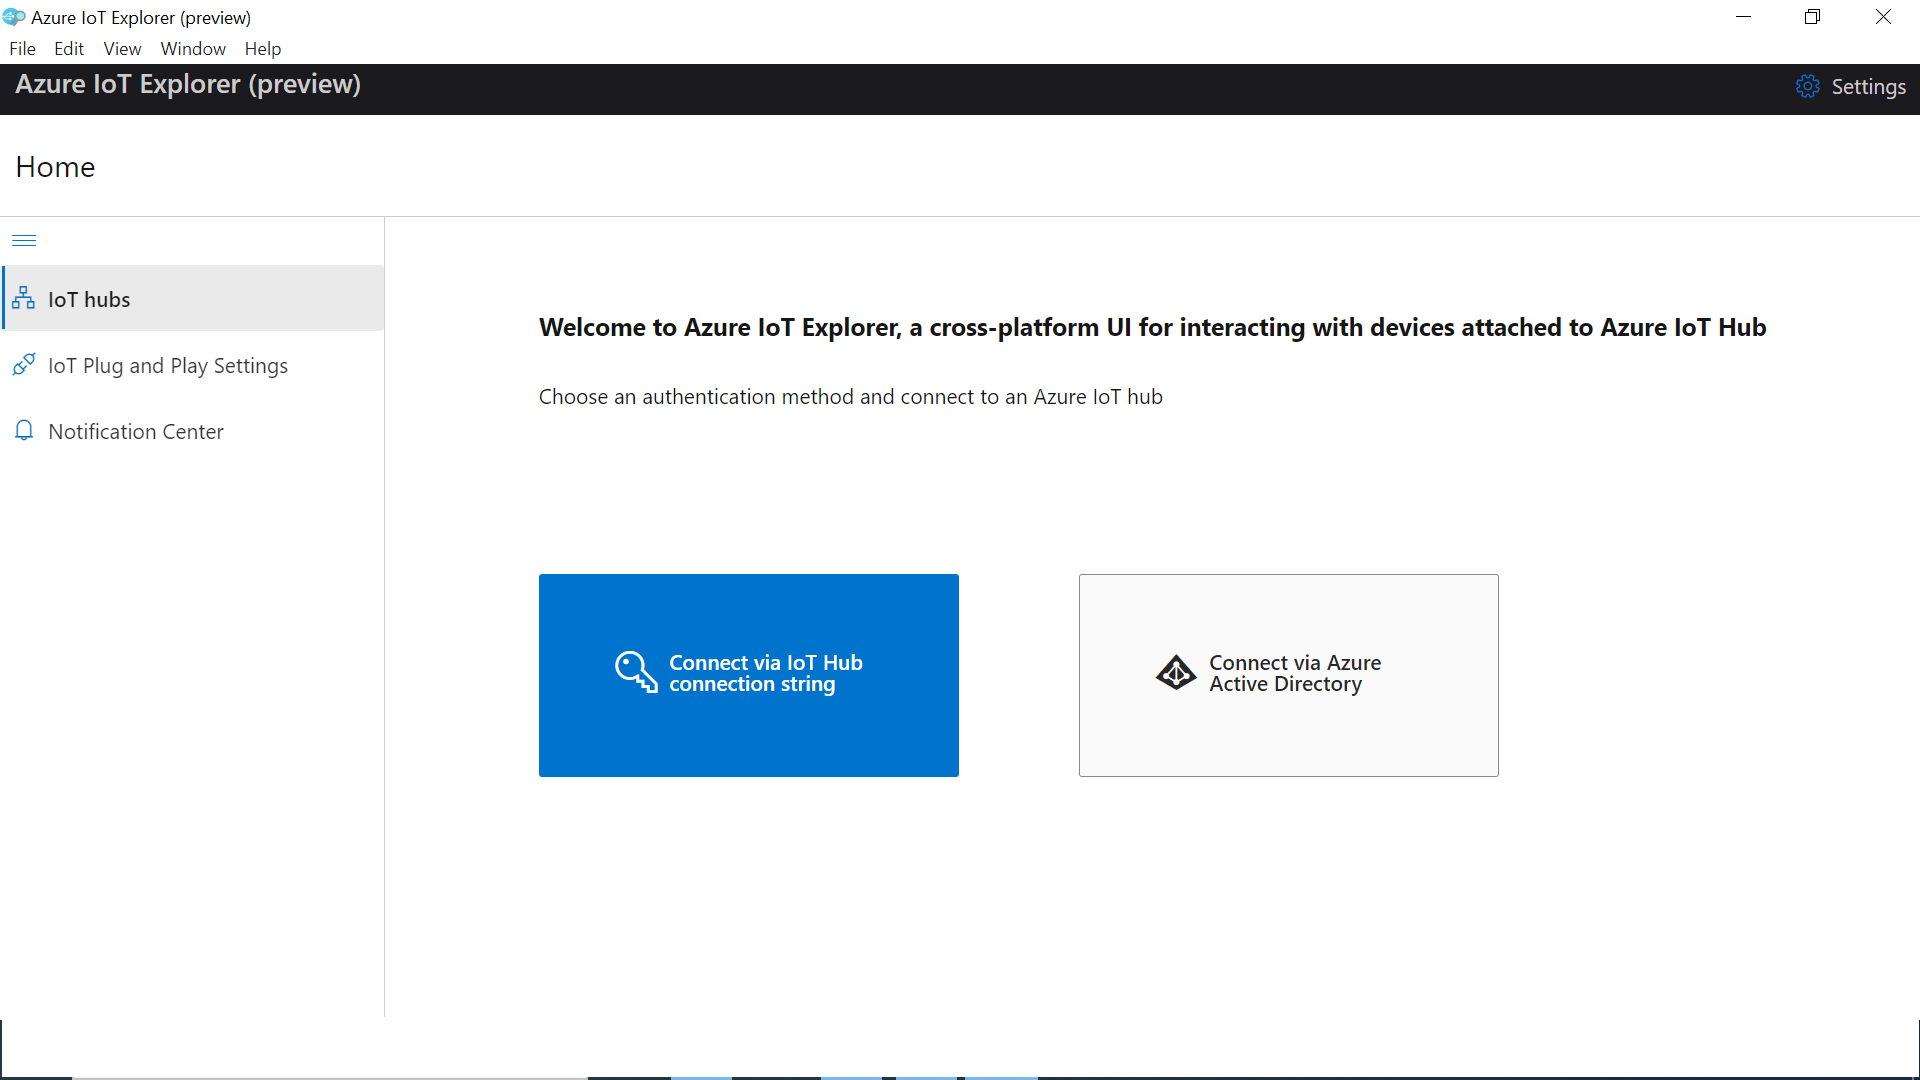 Azure IoT Explorer (preview)
File Edit View Window Help
Azure IoT Explorer (preview)
Settings
Home
IoT hubs
IoT Plug and Play Settings
Notification Center
Welcome to Azure IoT Explorer, a cross-platform UI for interacting with devices attached to Azure IoT Hub
Choose an authentication method and connect to an Azure IoT hub
Connect via IoT Hub
connection string
Connect via Azure
Active Directory